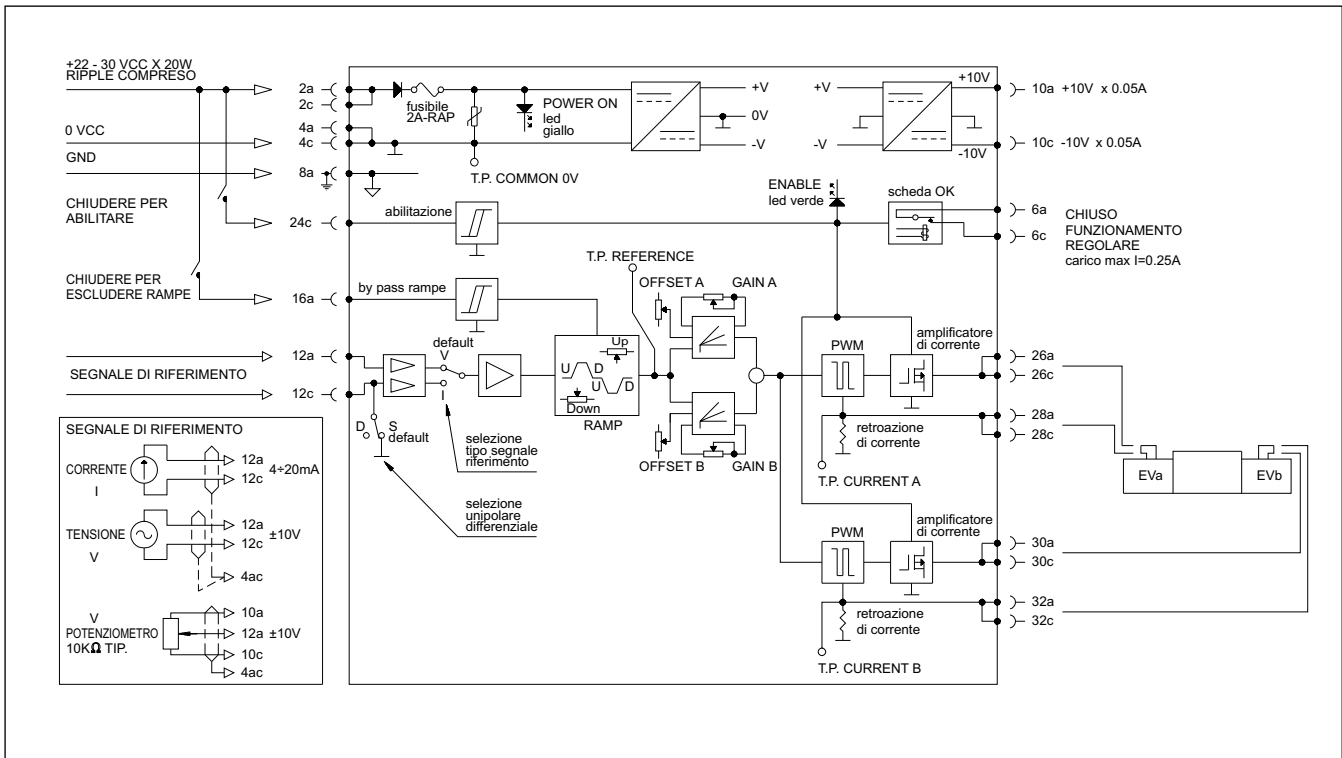 +22 - 30 VCC X 20W
RIPPLE COMPRESO
0 VCC
GND
CHIUDERE PER
ABILITARE
CHIUDERE PER
ESCLUDERE RAMPE
SEGNALE DI RIFERIMENTO
2a
2c
4a
4c
8a
24c
16a
12a
12c
fusibile
2A-RAP
POWER ON
led
giallo
T.P. COMMON 0V
+V
0V
-V
+V
-V
+10V
-10V
10a +10V x 0.05A
10c -10V x 0.05A
abilitazione
ENABLE
led verde
scheda OK
6a
6c
CHIUSO
FUNZIONAMENTO
REGOLARE
carico max I=0.25A
by pass rampe
T.P. REFERENCE
OFFSET A
GAIN A
default
V
I
Up
U D
U D
Down
RAMP
D
S
default
selezione
tipo segnale
riferimento
selezione
unipolare
differenziale
OFFSET B
GAIN B
PWM
amplificatore
di corrente
26a
26c
28a
28c
retroazione
di corrente
T.P. CURRENT A
EVa
EVb
PWM
amplificatore
di corrente
30a
30c
32a
32c
retroazione
di corrente
T.P. CURRENT B
SEGNALE DI RIFERIMENTO
CORRENTE
I
12a
12c
4÷20mA
TENSIONE
V
12a
12c
±10V
4ac
V
POTENZIOMETRO
10KΩ TIP.
10a
12a ±10V
10c
4ac